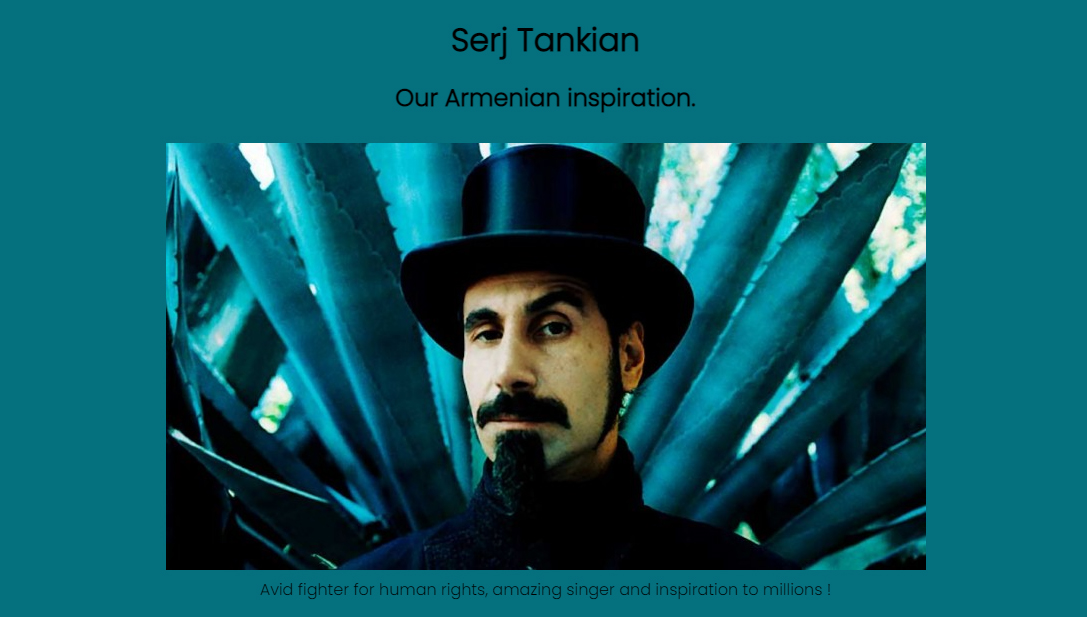 Serj Tankian
Our Armenian inspiration.
Avid fighter for human rights, amazing singer and inspiration to millions !